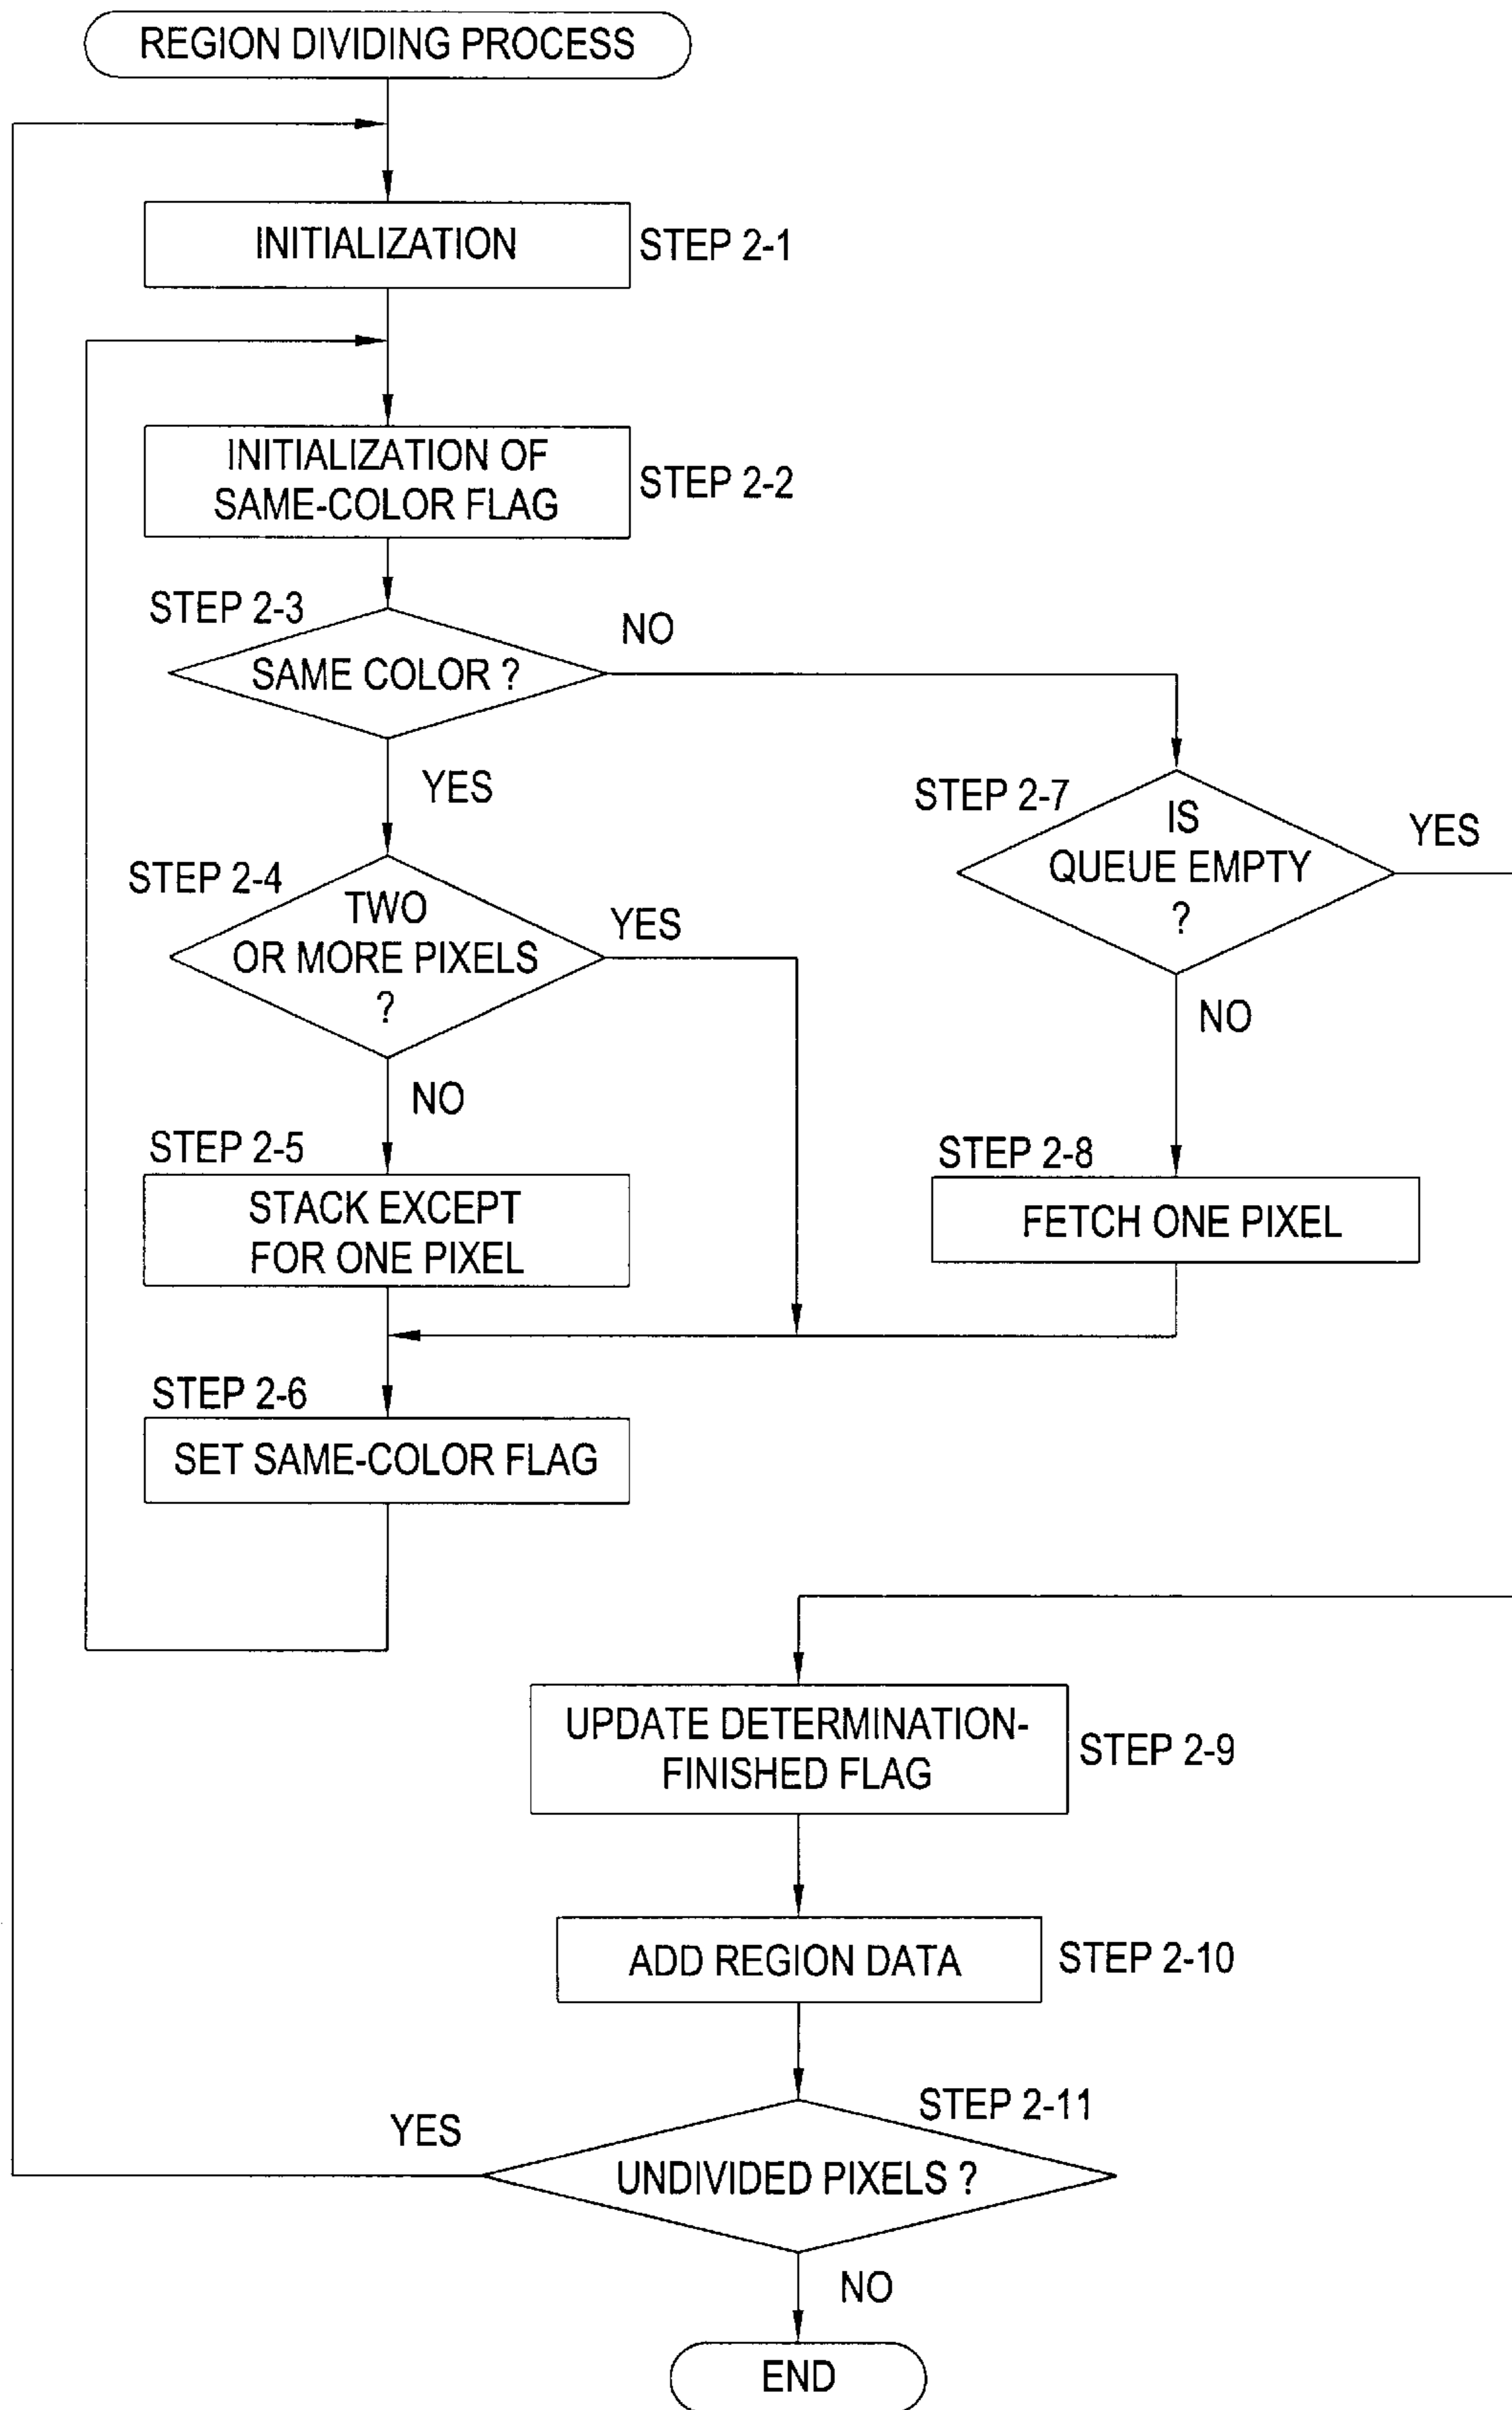 REGION DIVIDING PROCESS
INITIALIZATION
STEP 2-1
INITIALIZATION OF
SAME-COLOR FLAG
STEP 2-2
STEP 2-3
SAME COLOR ?
NO
YES
STEP 2-4
TWO
OR MORE PIXELS
?
YES
NO
STEP 2-5
STACK EXCEPT
FOR ONE PIXEL
STEP 2-6
SET SAME-COLOR FLAG
STEP 2-7
IS
QUEUE EMPTY
?
YES
NO
STEP 2-8
FETCH ONE PIXEL
UPDATE DETERMINATION-
FINISHED FLAG
STEP 2-9
ADD REGION DATA
STEP 2-10
STEP 2-11
UNDIVIDED PIXELS ?
YES
NO
END